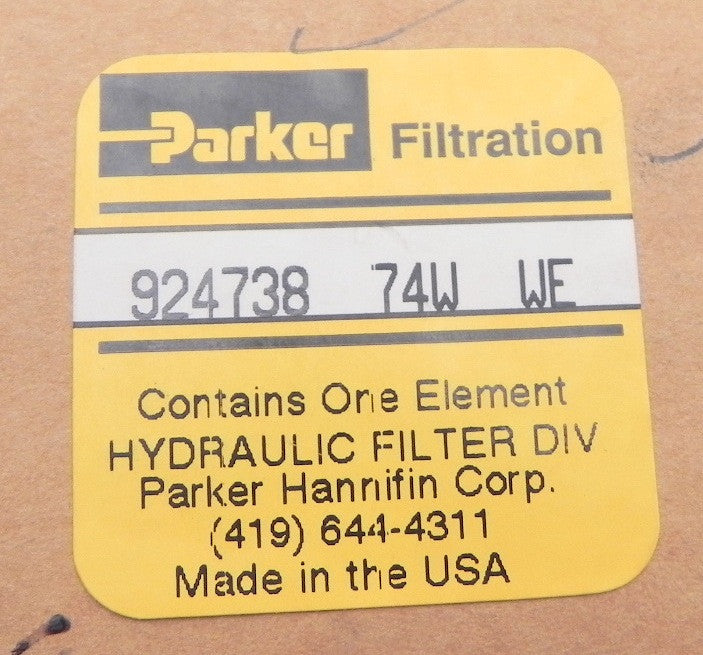 Parker Filtration
924738 74W WE
Contains One Element
HYDRAULIC FILTER DIV
Parker Hannifin Corp.
(419) 644-4311
Made in the USA